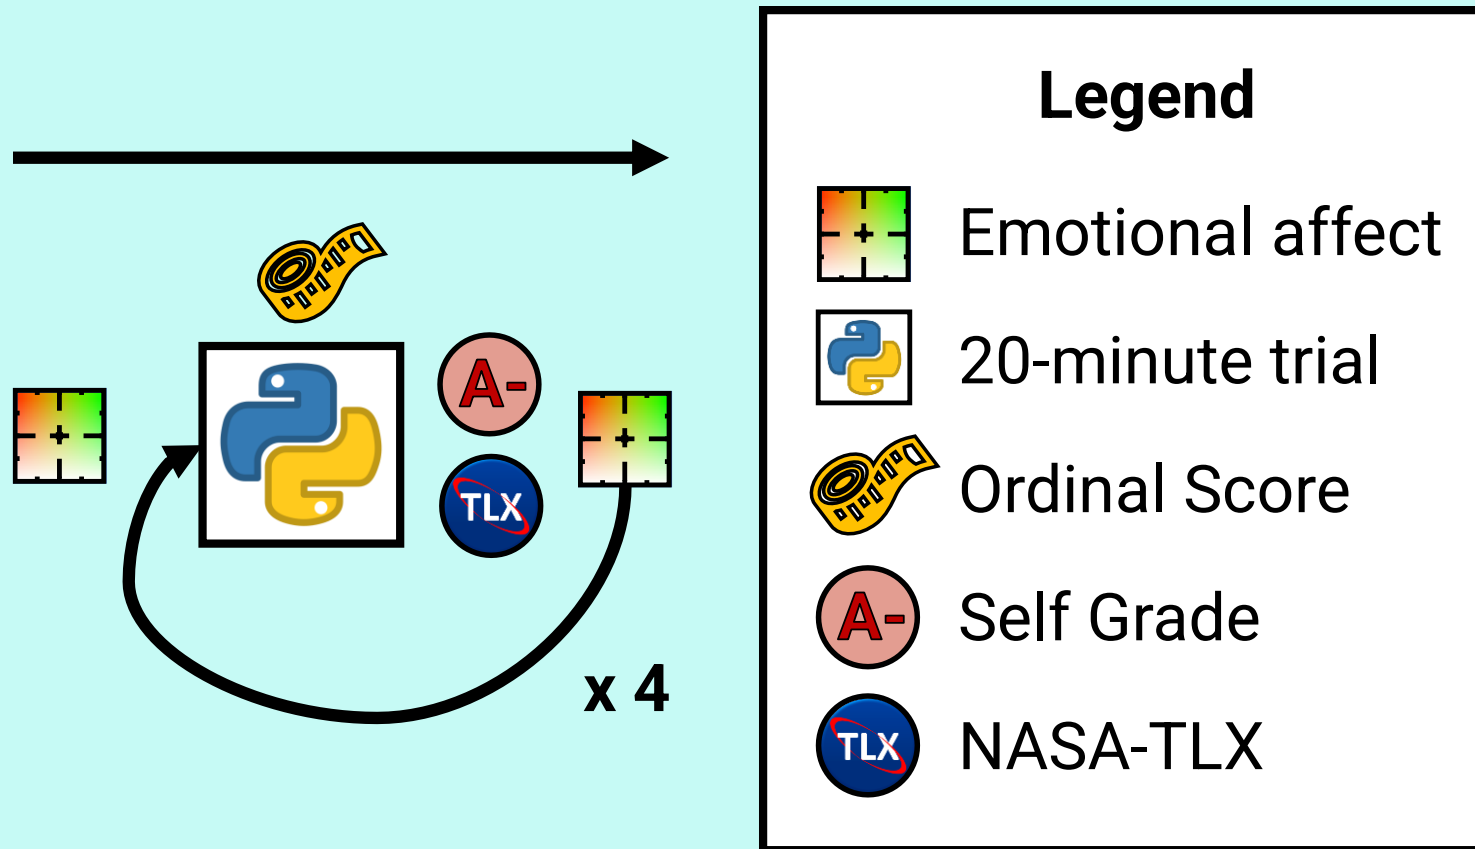 A-
TLX
x 4
Legend
Emotional affect
20-minute trial
Ordinal Score
A-
Self Grade
TLX
NASA-TLX